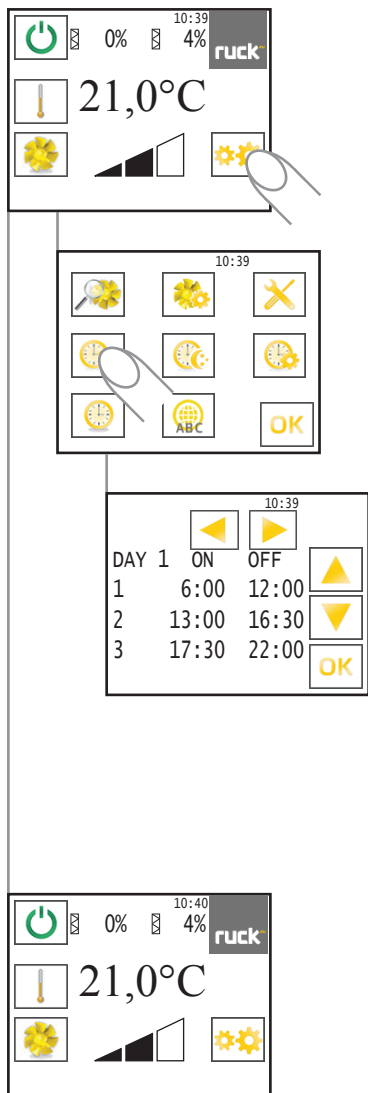 10:39
0% 4% ruck
21,0°C
10:39
ABC OK
10:39
DAY 1 ON OFF
1 6:00 12:00
2 13:00 16:30
3 17:30 22:00
OK
10:40
0% 4% ruck
21,0°C